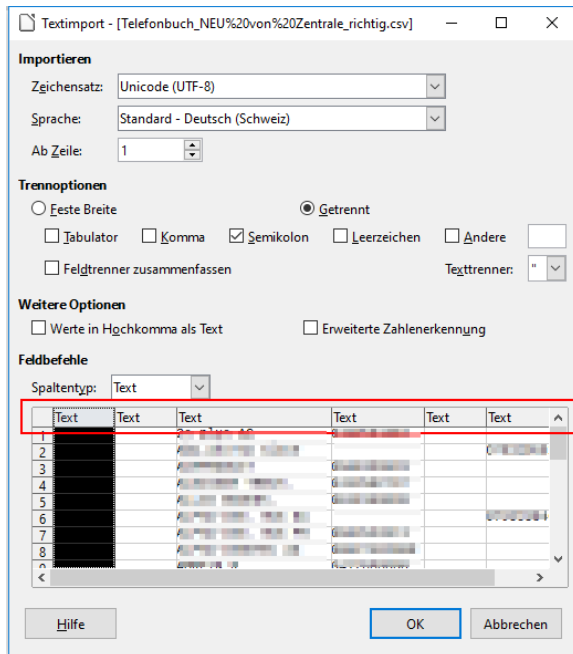 Textimport - [Telefonbuch_NEU%20von%20Zentrale_richtig.csv]
Importieren
Zeichensatz: Unicode (UTF-8)
Sprache: Standard - Deutsch (Schweiz)
Ab Zeile: 1
Trennoptionen
Feste Breite Getrennt
Tabulator Komma Semikolon Leerzeichen Andere
Feldtrenner zusammenfassen Texttrenner: "
Weitere Optionen
Werte in Hochkomma als Text Erweiterte Zahlenerkennung
Feldbefehle
Spaltentyp: Text
Text Text Text Text Text Text
1
2
3
4
5
6
7
8
Hilfe OK Abbrechen